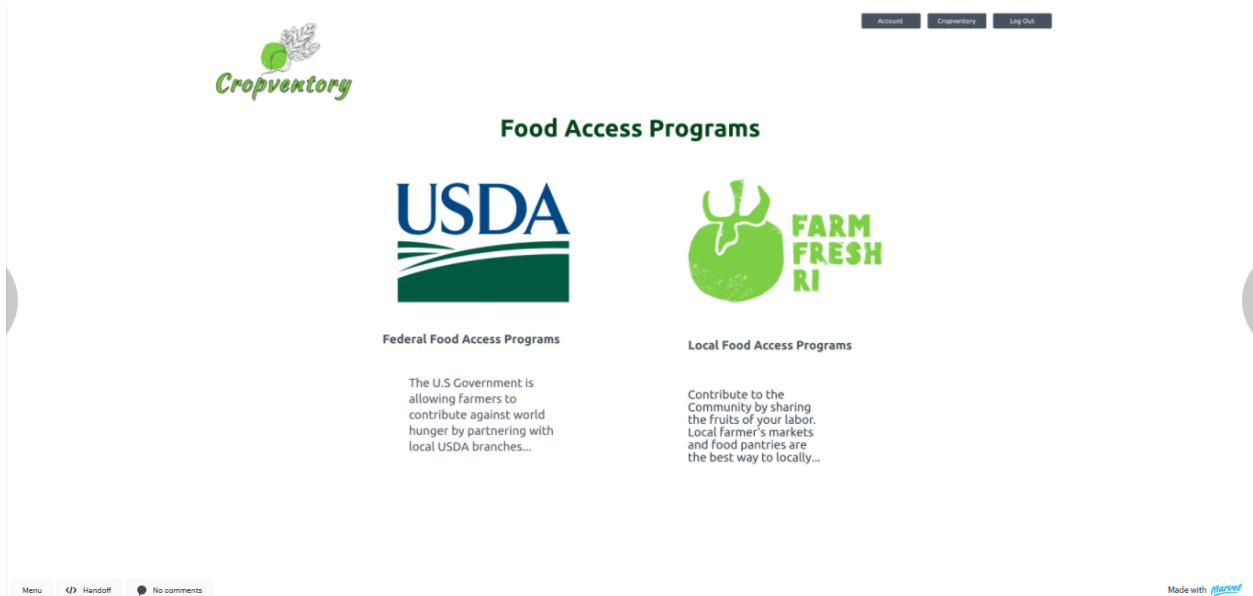 Account
Cropventory
Log Out
Cropventory
Food Access Programs
USDA
FARM
FRESH
RI
Federal Food Access Programs
The U.S Government is
allowing farmers to
contribute against world
hunger by partnering with
local USDA branches...
Local Food Access Programs
Contribute to the
Community by sharing
the fruits of your labor.
Local farmer's markets
and food pantries are
the best way to locally...
Menu
</> Handoff
No comments
Made with Marvel